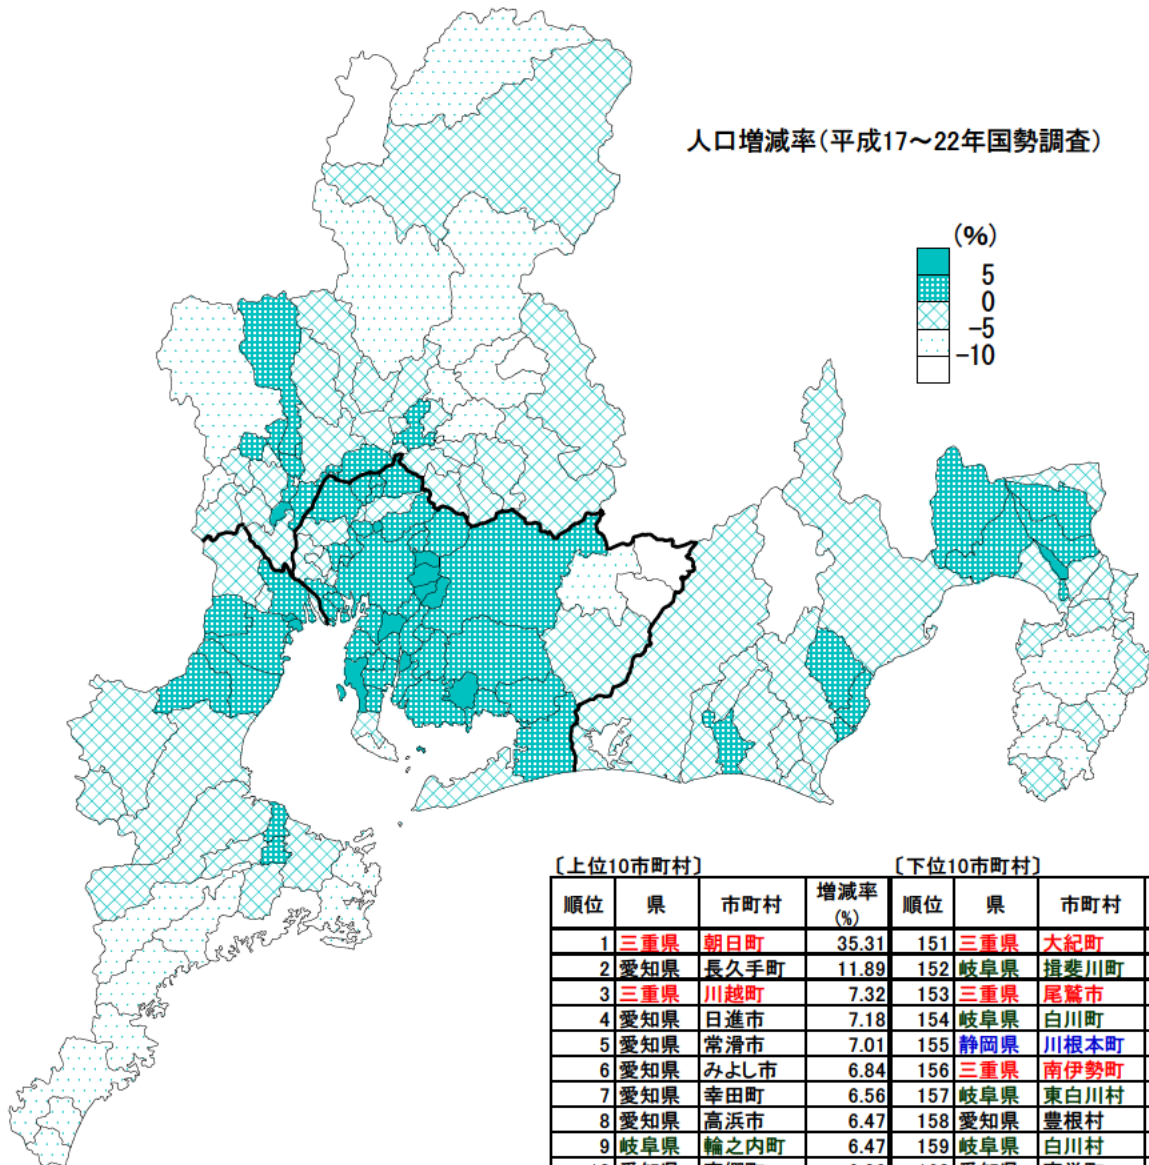 人口増減率(平成17～22年国勢調査)
(%)
5
0
-5
-10
〔上位10市町村〕 〔下位10市町村〕
順位 県 市町村 増減率(%) 順位 県 市町村
1 三重県 朝日町 35.31 151 三重県 大紀町
2 愛知県 長久手町 11.89 152 岐阜県 揖斐川町
3 三重県 川越町 7.32 153 三重県 尾鷲市
4 愛知県 日進市 7.18 154 岐阜県 白川町
5 愛知県 常滑市 7.01 155 静岡県 川根本町
6 愛知県 みよし市 6.84 156 三重県 南伊勢町
7 愛知県 幸田町 6.56 157 岐阜県 東白川村
8 愛知県 高浜市 6.47 158 愛知県 豊根村
9 岐阜県 輪之内町 6.47 159 岐阜県 白川村